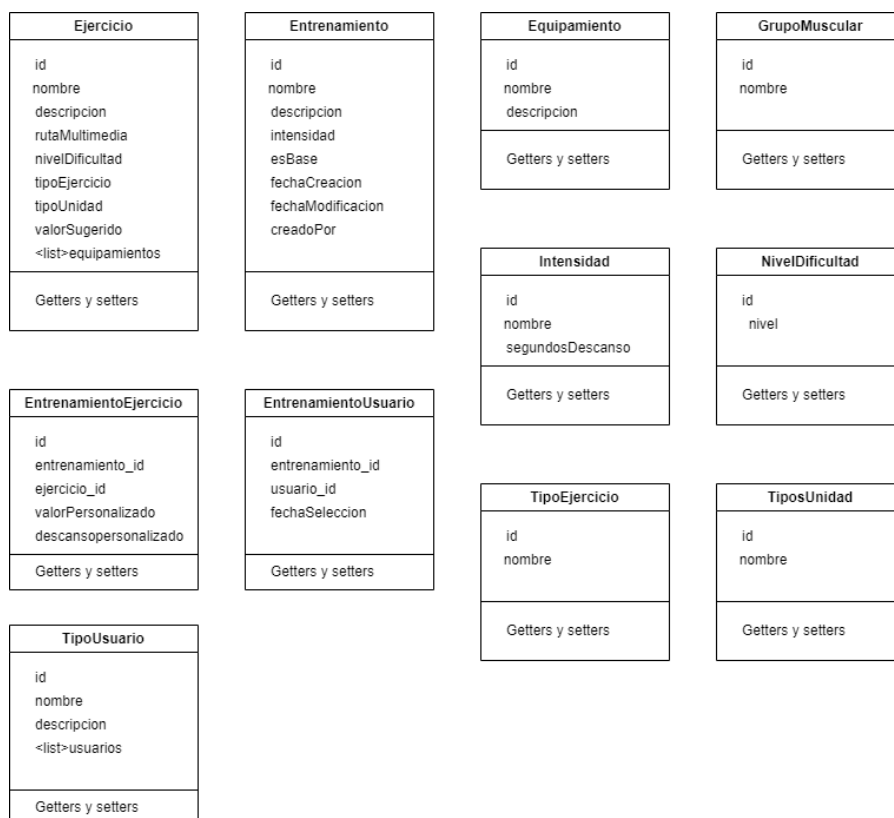 Ejercicio
id
nombre
descripcion
rutaMultimedia
nivelDificultad
tipoEjercicio
tipoUnidad
valorSugerido
<list>equipamientos
Getters y setters
Entrenamiento
id
nombre
descripcion
intensidad
esBase
fechaCreacion
fechaModificacion
creadoPor
Getters y setters
Equipamiento
id
nombre
descripcion
Getters y setters
GrupoMuscular
id
nombre
Getters y setters
Intensidad
id
nombre
segundosDescanso
Getters y setters
NivelDificultad
id
nivel
Getters y setters
EntrenamientoEjercicio
id
entrenamiento_id
ejercicio_id
valorPersonalizado
descansopersonalizado
Getters y setters
EntrenamientoUsuario
id
entrenamiento_id
usuario_id
fechaSeleccion
Getters y setters
TipoEjercicio
id
nombre
Getters y setters
TiposUnidad
id
nombre
Getters y setters
TipoUsuario
id
nombre
descripcion
<list>usuarios
Getters y setters